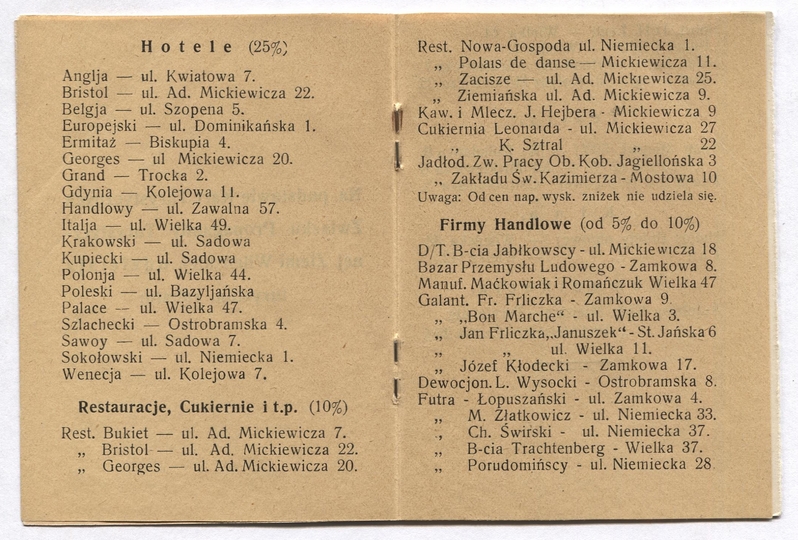 Hotele (25%)
Anglja — ul. Kwiatowa 7.
Bristol — ul. Ad. Mickiewicza 22.
Belgja — ul. Szopena 5.
Europejski — ul. Dominikańska 1.
Ermitaż — Biskupia 4.
Georges — ul Mickiewicza 20.
Grand — Trocka 2.
Gdynia — Kolejowa 11.
Handlowy — ul. Zawalna 57.
Italja — ul. Wielka 49.
Krakowski — ul. Sadowa
Kupiecki — ul. Sadowa
Polonja — ul. Wielka 44.
Poleski — ul. Bazyljańska
Palace — ul. Wielka 47.
Szlachecki — Ostrobramska 4.
Sawoy — ul. Sadowa 7.
Sokołowski — ul. Niemiecka 1.
Wenecja — ul. Kolejowa 7.
Restauracje, Cukiernie i t.p. (10%)
Rest. Bukiet — ul. Ad. Mickiewicza 7.
„ Bristol — ul. Ad. Mickiewicza 22.
„ Georges — ul. Ad. Mickiewicza 20.
Rest. Nowa-Gospoda ul. Niemiecka 1.
„ Polais de danse — Mickiewicza 11.
„ Zacisze — ul. Ad. Mickiewicza 25.
„ Ziemiańska ul. Ad. Mickiewicza 9.
Kaw. i Mlecz. J. Hejbera - Mickiewicza 9
Cukiernia Leonarda - ul. Mickiewicza 27
„ K. Sztral „ 22
Jadłod. Zw. Pracy Ob. Kob. Jagiellońska 3
„ Zakładu Św. Kazimierza - Mostowa 10
Uwaga: Od cen nap. wysk. zniżek nie udziela się.
Firmy Handlowe (od 5% do 10%)
D/T. B-cia Jabłkowscy - ul. Mickiewicza 18
Bazar Przemysłu Ludowego - Zamkowa 8.
Manuf. Maćkowiak i Romańczuk Wielka 47
Galant. Fr. Frliczka - Zamkowa 9
„ „Bon Marche“ - ul. Wielka 3.
„ Jan Frliczka „Januszek“ - St. Jańska 6
„ „ ul. Wielka 11.
„ Józef Kłodecki - Zamkowa 17.
Dewocjon. L. Wysocki - Ostrobramska 8.
Futra - Łopuszański - ul. Zamkowa 4.
„ M. Złatkowicz - ul. Niemiecka 33.
„ Ch. Świrski - ul. Niemiecka 37.
„ B-cia Trachtenberg - Wielka 37.
„ Porudomińscy - ul. Niemiecka 28